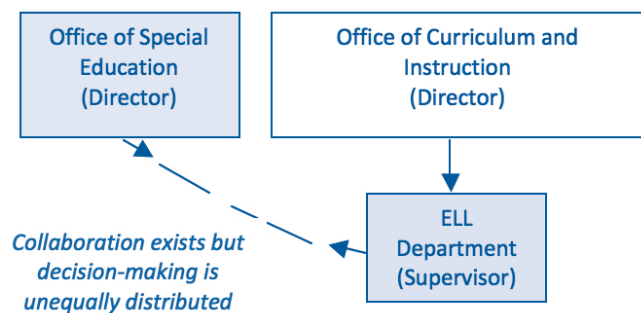 Office of Special
Education
(Director)
Office of Curriculum and
Instruction
(Director)
ELL
Department
(Supervisor)
Collaboration exists but
decision-making is
unequally distributed